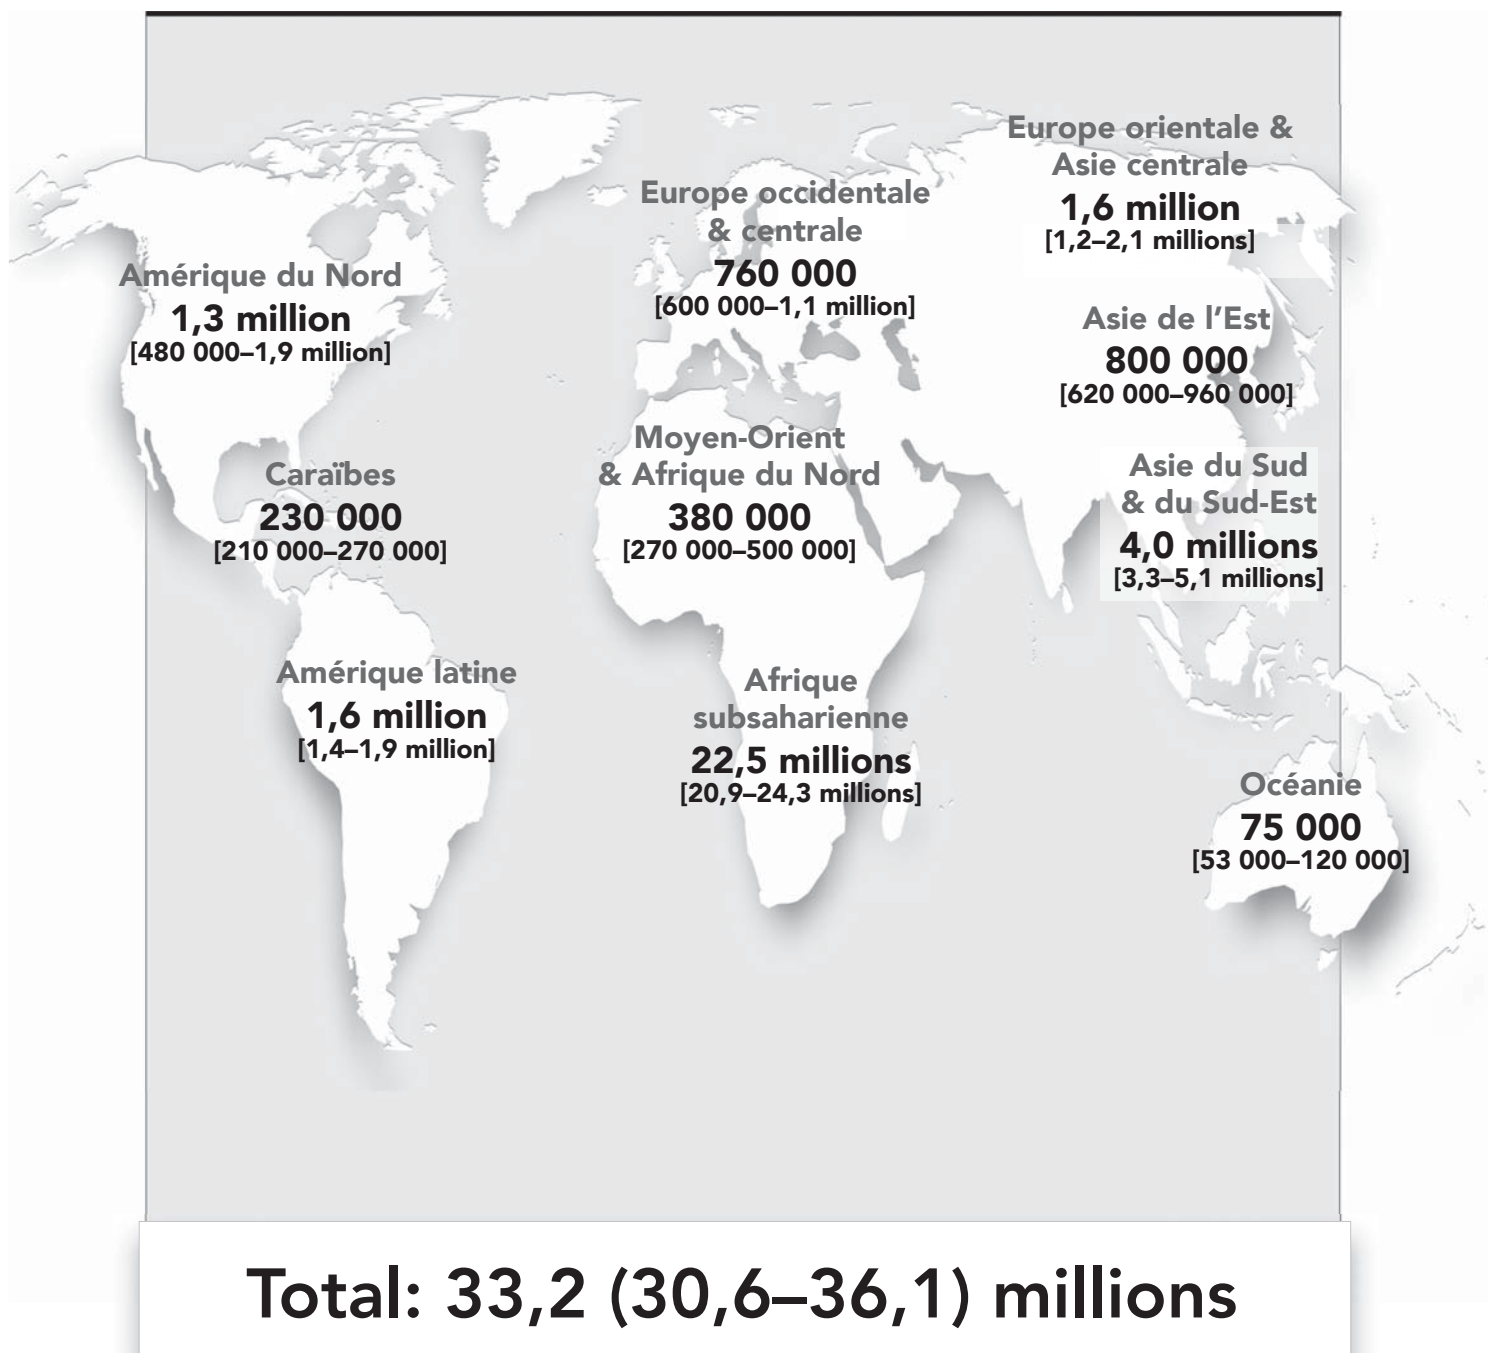 Europe orientale &
Asie centrale
1,6 million
[1,2–2,1 millions]
Europe occidentale
& centrale
760 000
[600 000–1,1 million]
Amérique du Nord
1,3 million
[480 000–1,9 million]
Asie de l’Est
800 000
[620 000–960 000]
Moyen-Orient
& Afrique du Nord
380 000
[270 000–500 000]
Caraïbes
230 000
[210 000–270 000]
Asie du Sud
& du Sud-Est
4,0 millions
[3,3–5,1 millions]
Amérique latine
1,6 million
[1,4–1,9 million]
Afrique
subsaharienne
22,5 millions
[20,9–24,3 millions]
Océanie
75 000
[53 000–120 000]
Total: 33,2 (30,6–36,1) millions